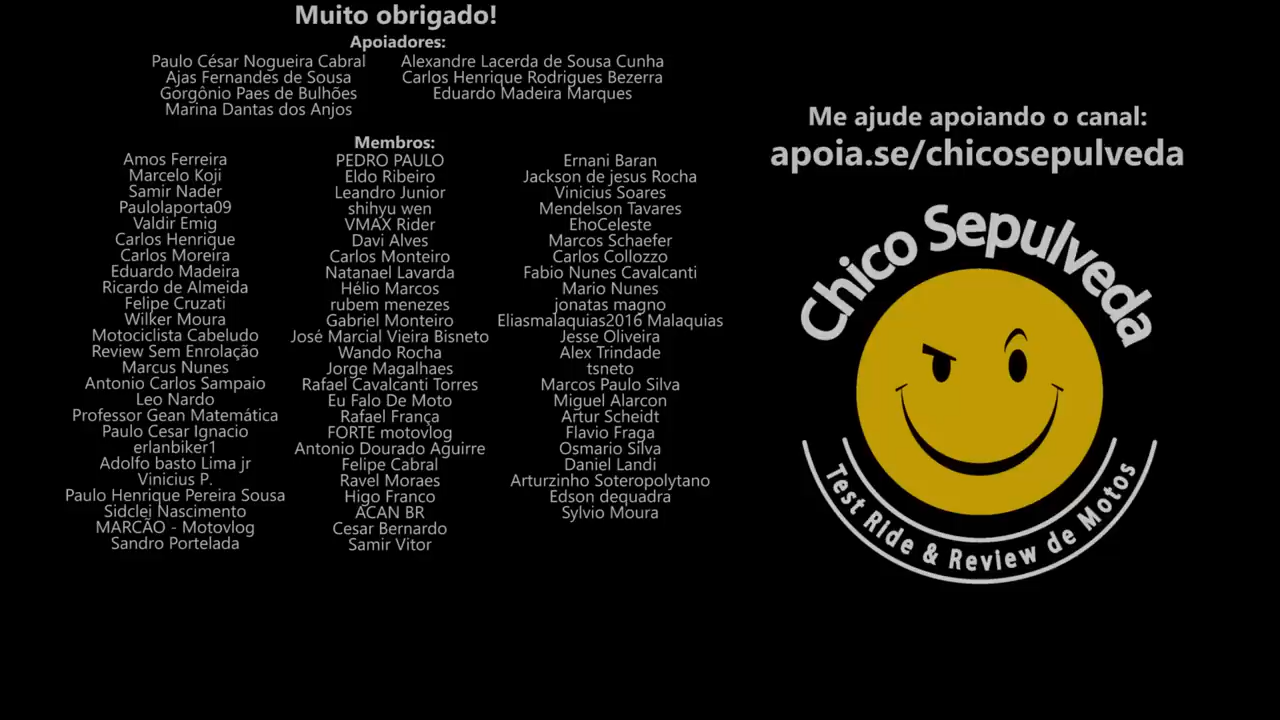 Muito obrigado!
Apoiadores:
Paulo César Nogueira Cabral
Ajas Fernandes de Sousa
Gorgônio Paes de Bulhões
Marina Dantas dos Anjos
Alexandre Lacerda de Sousa Cunha
Carlos Henrique Rodrigues Bezerra
Eduardo Madeira Marques
Membros:
Amos Ferreira
Marcelo Koji
Samir Nader
Paulolaporta09
Valdir Emig
Carlos Henrique
Carlos Moreira
Eduardo Madeira
Ricardo de Almeida
Felipe Cruzati
Wilker Moura
Motociclista Cabeludo
Review Sem Enrolação
Marcus Nunes
Antonio Carlos Sampaio
Leo Nardo
Professor Gean Matemática
Paulo Cesar Ignacio
erlanbiker1
Adolfo basto Lima jr
Vinicius P.
Paulo Henrique Pereira Sousa
Sidclei Nascimento
MARCÃO - Motovlog
Sandro Portelada
PEDRO PAULO
Eldo Ribeiro
Leandro Junior
shihyu wen
VMAX Rider
Davi Alves
Carlos Monteiro
Natanael Lavarda
Hélio Marcos
rubem menezes
Gabriel Monteiro
José Marcial Vieira Bisneto
Wando Rocha
Jorge Magalhaes
Rafael Cavalcanti Torres
Eu Falo De Moto
Rafael França
FORTE motovlog
Antonio Dourado Aguirre
Felipe Cabral
Ravel Moraes
Higo Franco
ACAN BR
Cesar Bernardo
Samir Vitor
Ernani Baran
Jackson de jesus Rocha
Vinicius Soares
Mendelson Tavares
EhoCeleste
Marcos Schaefer
Carlos Collozzo
Fabio Nunes Cavalcanti
Mario Nunes
jonatas magno
Eliasmalaquias2016 Malaquias
Jesse Oliveira
Alex Trindade
tsneto
Marcos Paulo Silva
Miguel Alarcon
Artur Scheidt
Flavio Fraga
Osmario Silva
Daniel Landi
Arturzinho Soteropolytano
Edson dequadra
Sylvio Moura
Me ajude apoiando o canal:
apoia.se/chicosepulveda
Chico Sepulveda
Test Ride & Review de Motos